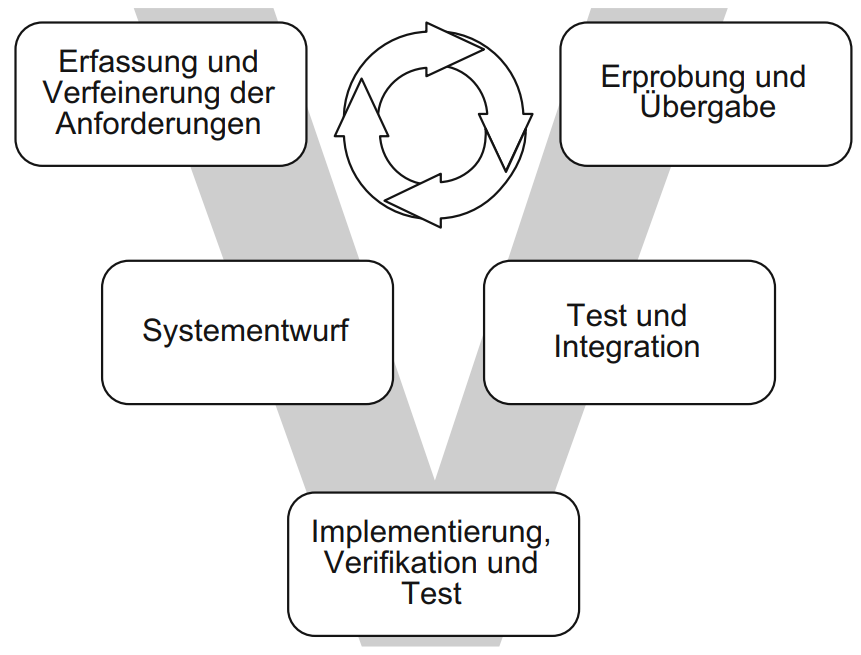 Erfassung und
Verfeinerung der
Anforderungen
Erprobung und
Übergabe
Systementwurf
Test und
Integration
Implementierung,
Verifikation und
Test